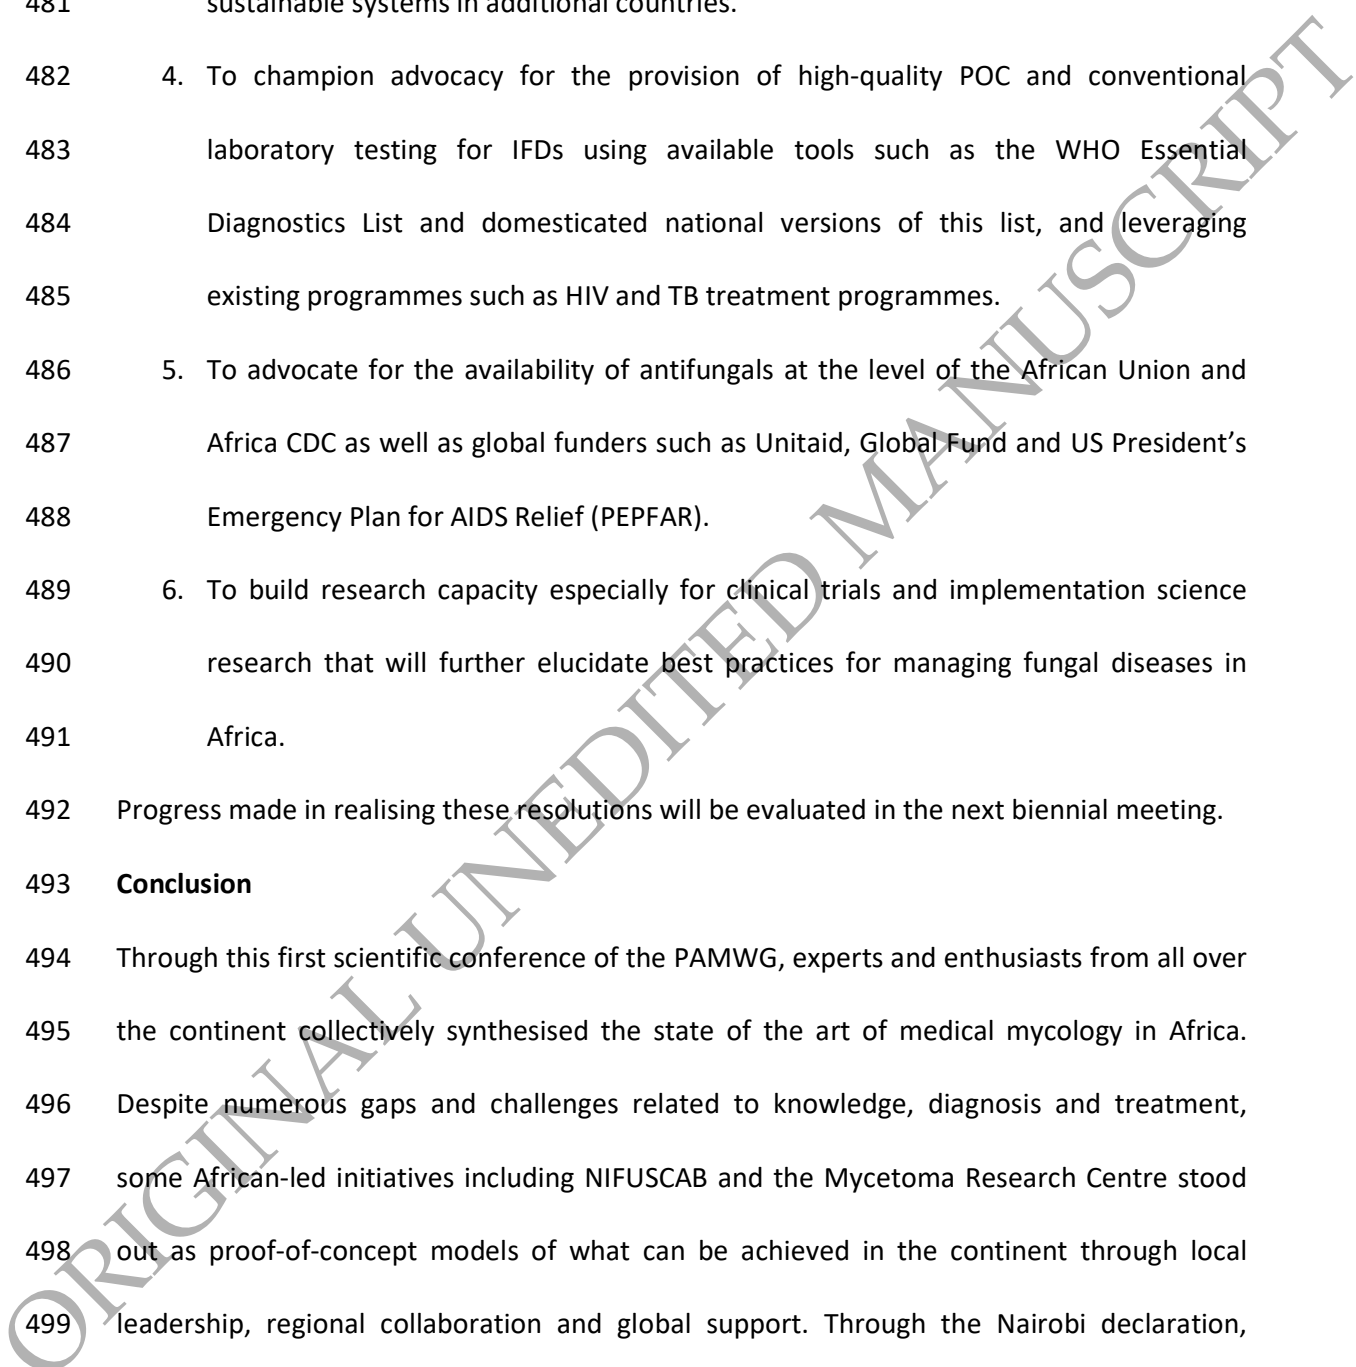 481 sustainable systems in additional countries.
482 4. To champion advocacy for the provision of high-quality POC and conventional
483 laboratory testing for IFDs using available tools such as the WHO Essential
484 Diagnostics List and domesticated national versions of this list, and leveraging
485 existing programmes such as HIV and TB treatment programmes.
486 5. To advocate for the availability of antifungals at the level of the African Union and
487 Africa CDC as well as global funders such as Unitaid, Global Fund and US President’s
488 Emergency Plan for AIDS Relief (PEPFAR).
489 6. To build research capacity especially for clinical trials and implementation science
490 research that will further elucidate best practices for managing fungal diseases in
491 Africa.
492 Progress made in realising these resolutions will be evaluated in the next biennial meeting.
493 Conclusion
494 Through this first scientific conference of the PAMWG, experts and enthusiasts from all over
495 the continent collectively synthesised the state of the art of medical mycology in Africa.
496 Despite numerous gaps and challenges related to knowledge, diagnosis and treatment,
497 some African-led initiatives including NIFUSCAB and the Mycetoma Research Centre stood
498 out as proof-of-concept models of what can be achieved in the continent through local
499 leadership, regional collaboration and global support. Through the Nairobi declaration,
ORIGINAL UNEDITED MANUSCRIPT